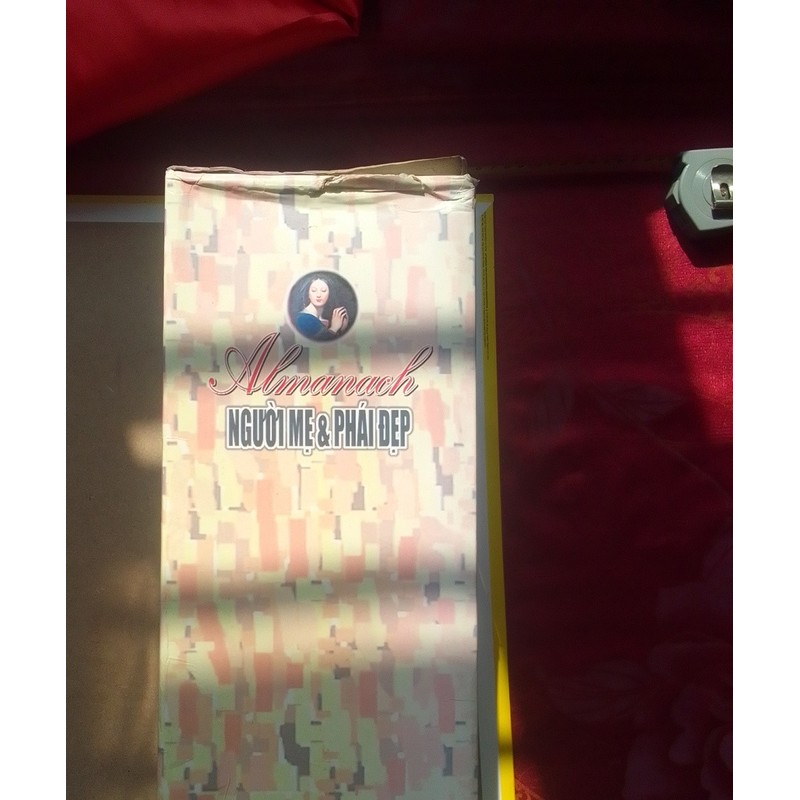 Almanach
NGƯỜI MẸ & PHÁI ĐẸP